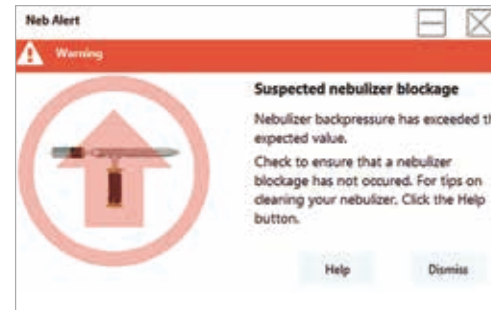 Neb Alert
Warning
Suspected nebulizer blockage
Nebulizer backpressure has exceeded th
expected value.
Check to ensure that a nebulizer
blockage has not occured. For tips on
cleaning your nebulizer. Click the Help
button.
Help Dismiss